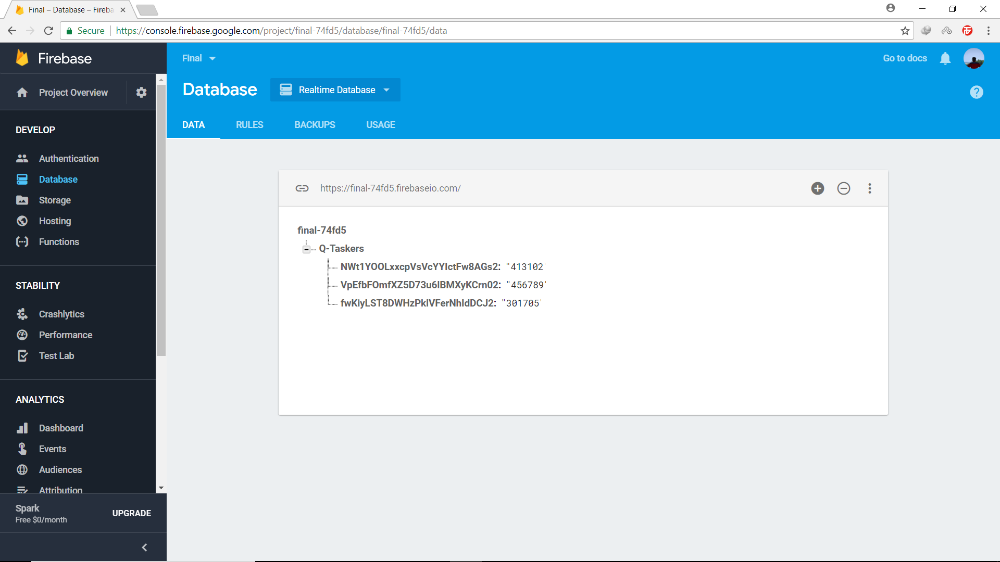 Final – Database – Fireba
Secure https://console.firebase.google.com/project/final-74fd5/database/final-74fd5/data
Firebase
Project Overview
DEVELOP
Authentication
Database
Storage
Hosting
Functions
STABILITY
Crashlytics
Performance
Test Lab
ANALYTICS
Dashboard
Events
Audiences
Attribution
Spark
Free $0/month
UPGRADE
Final
Go to docs
Database
Realtime Database
DATA RULES BACKUPS USAGE
https://final-74fd5.firebaseio.com/
final-74fd5
Q-Taskers
NWt1YOOLxxcpVsVcYYIctFw8AGs2: "413102"
VpEfbFOmfXZ5D73u6lBMXyKCrn02: "456789"
fwKiyLST8DWHzPklVFerNhIdDCJ2: "301705"